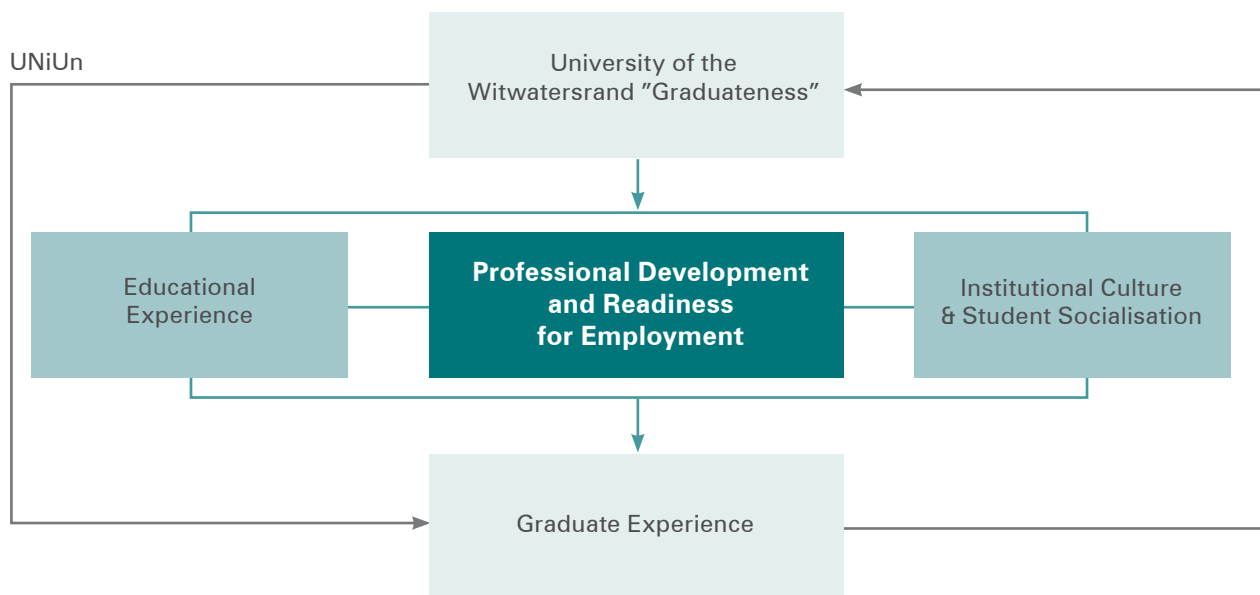 UNiUn
University of the
Witwatersrand ”Graduateness”
Educational
Experience
Professional Development
and Readiness
for Employment
Institutional Culture
& Student Socialisation
Graduate Experience